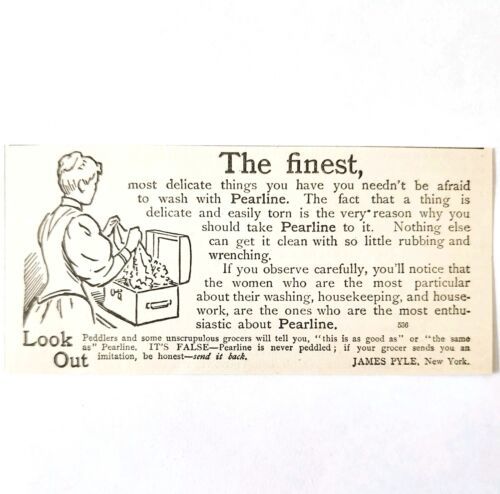 The finest,
most delicate things you have you needn't be afraid
to wash with Pearline. The fact that a thing is
delicate and easily torn is the very reason why you
should take Pearline to it. Nothing else
can get it clean with so little rubbing and
wrenching.
If you observe carefully, you'll notice that
the women who are the most particular
about their washing, housekeeping, and house-
work, are the ones who are the most enthu-
siastic about Pearline. 536
Look Out
Peddlers and some unscrupulous grocers will tell you, "this is as good as" or "the same
as" Pearline. IT'S FALSE—Pearline is never peddled; if your grocer sends you an
imitation, be honest—send it back. JAMES PYLE, New York.